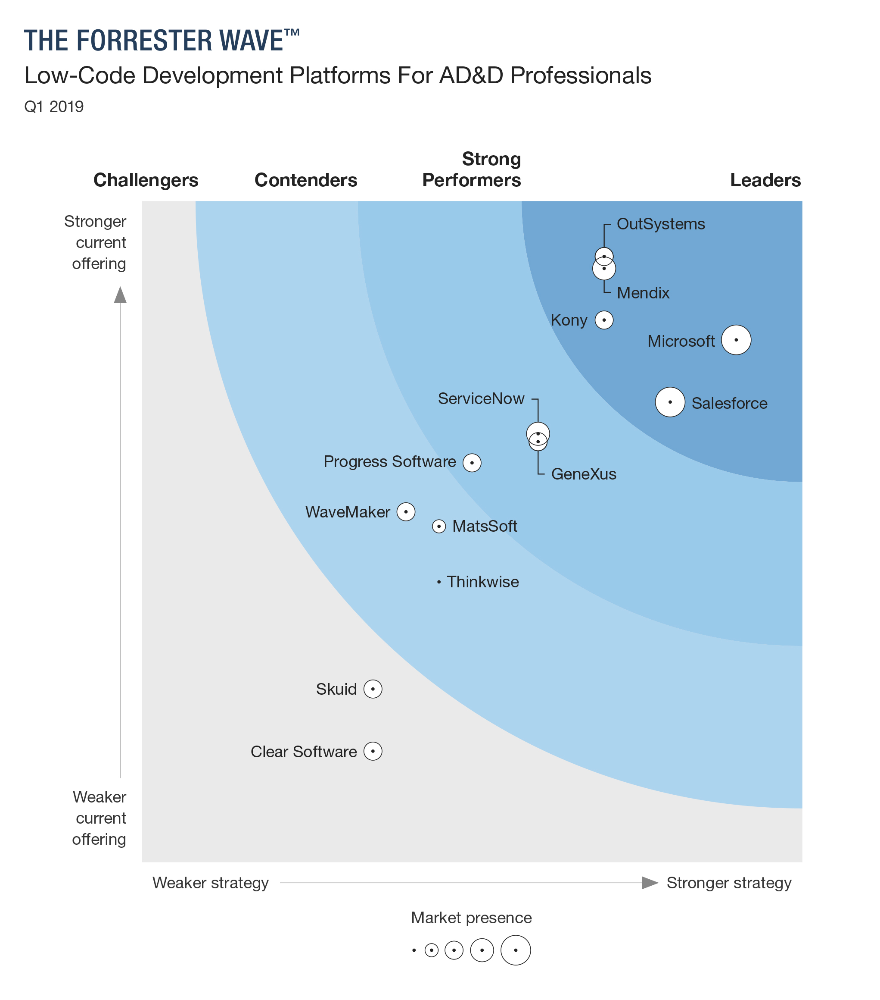 THE FORRESTER WAVE™
Low-Code Development Platforms For AD&D Professionals
Q1 2019
Strong
Challengers Contenders Performers Leaders
Stronger
current
offering
OutSystems
Mendix
Kony
Microsoft
ServiceNow
Salesforce
Progress Software
GeneXus
WaveMaker
MatsSoft
Thinkwise
Skuid
Clear Software
Weaker
current
offering
Weaker strategy
Stronger strategy
Market presence